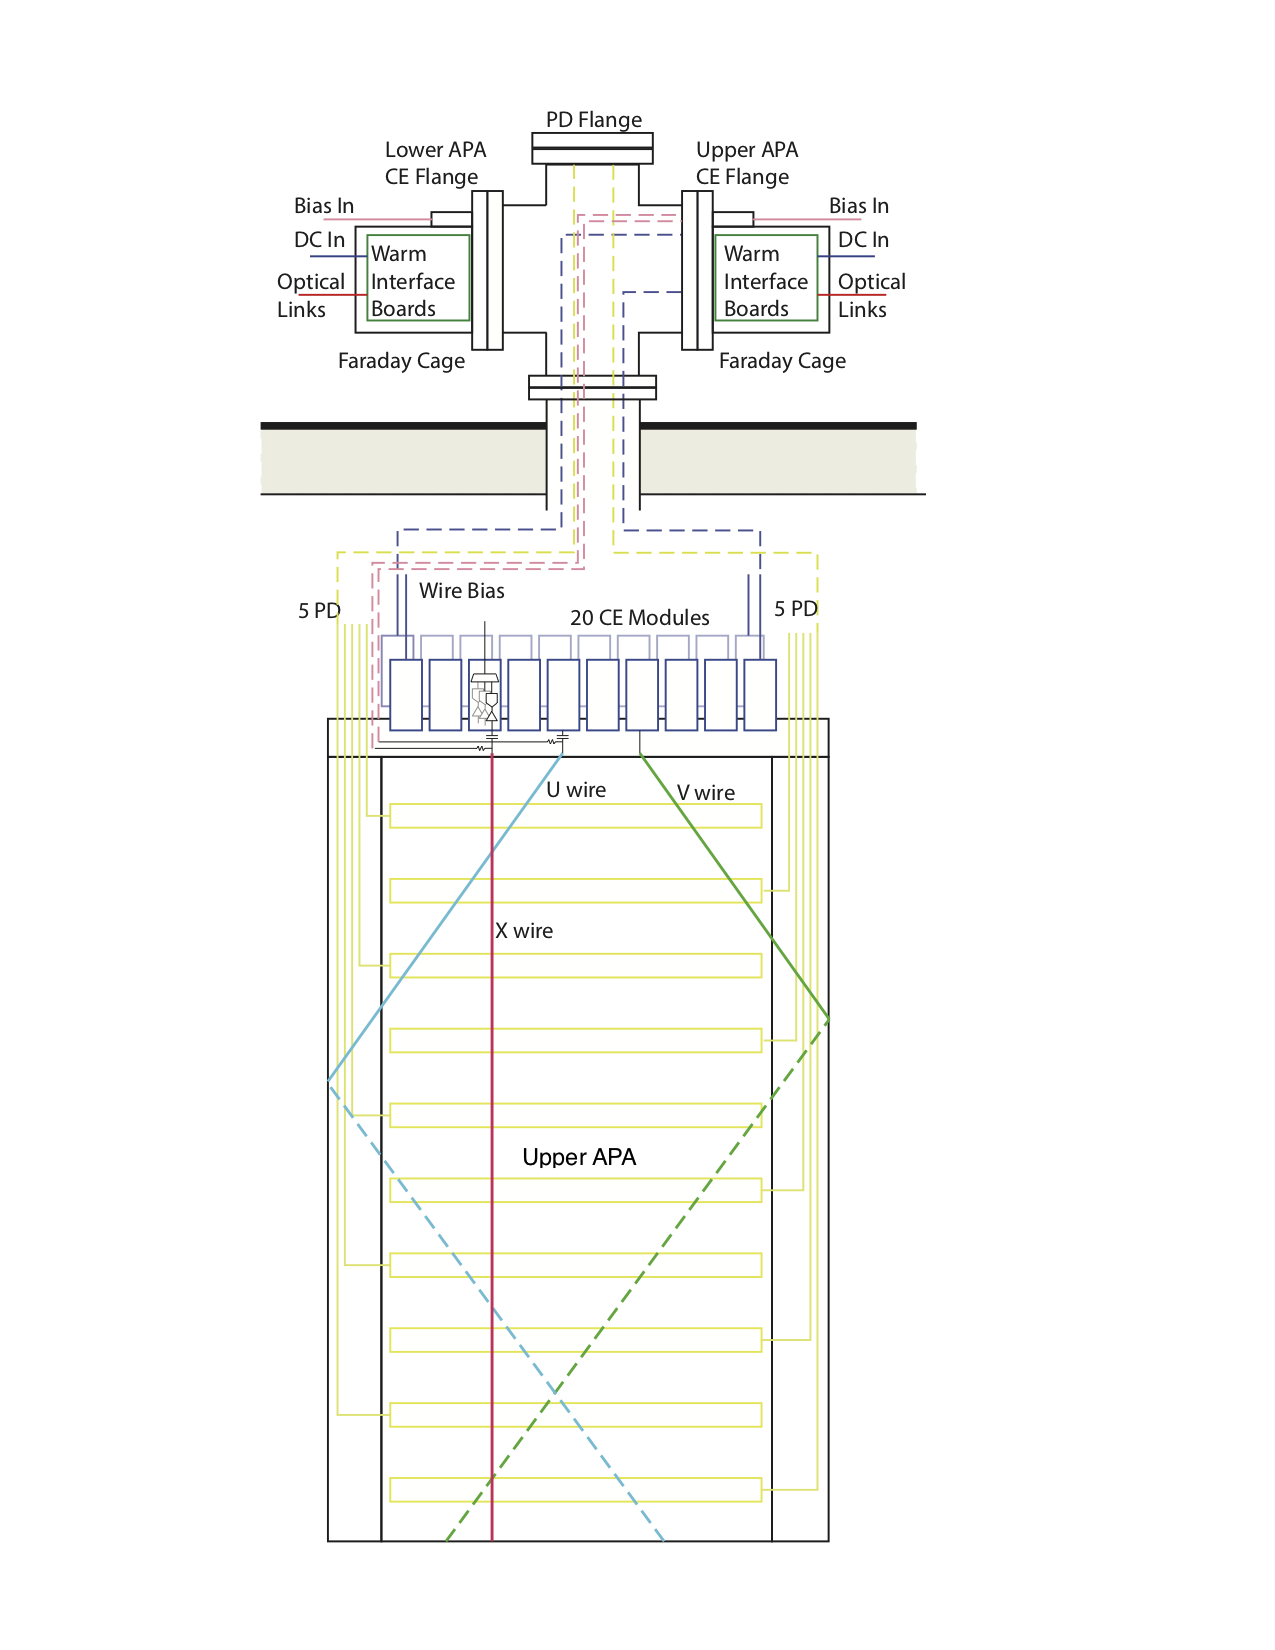 PD Flange
Lower APA
CE Flange
Upper APA
CE Flange
Bias In
Bias In
DC In
DC In
Warm
Interface
Boards
Warm
Interface
Boards
Optical
Links
Optical
Links
Faraday Cage
Faraday Cage
Wire Bias
5 PD
20 CE Modules
5 PD
U wire
V wire
X wire
Upper APA